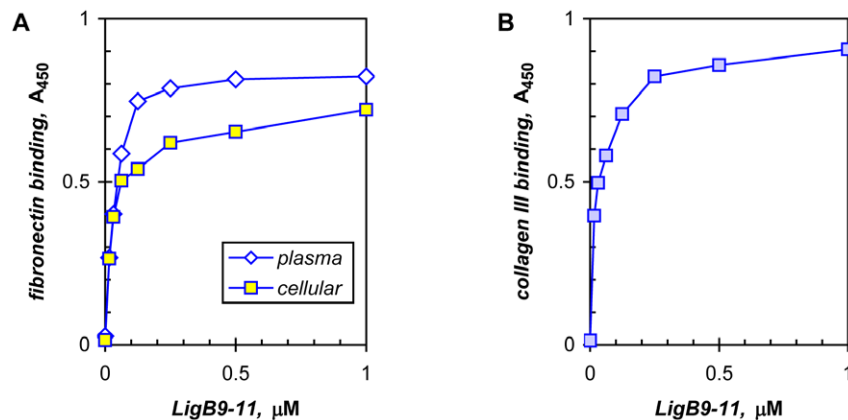 A
fibronectin binding, A450
1
0.5
0
0
0.5
1
LigB9-11, μM
plasma
cellular
B
collagen III binding, A450
1
0.5
0
0
0.5
1
LigB9-11, μM